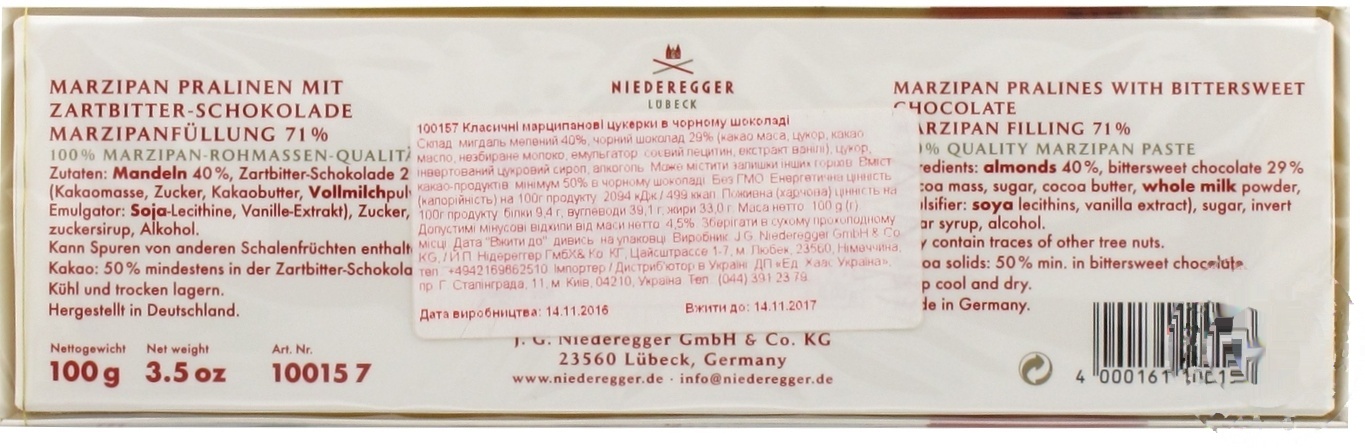 MARZIPAN PRALINEN MIT
ZARTBITTER-SCHOKOLADE
MARZIPANFÜLLUNG 71%
100% MARZIPAN-ROHMASSEN-QUALITÄ
Zutaten: Mandeln 40%, Zartbitter-Schokolade 2
(Kakaomasse, Zucker, Kakaobutter, Vollmilchpul
Emulgator: Soja-Lecithine, Vanille-Extrakt), Zucker,
zuckersirup, Alkohol.
Kann Spuren von anderen Schalenfrüchten enthalt
Kakao: 50% mindestens in der Zartbitter-Schokola
Kühl und trocken lagern.
Hergestellt in Deutschland.
Nettogewicht Net weight Art. Nr.
100g 3.5oz 10015 7
NIEDEREGGER
LÜBECK
100157 Класичні марципанові цукерки в чорному шоколаді
Склад: мигдаль мелений 40%, чорний шоколад 29% (какао маса, цукор, какао
масло, незбиране молоко, емульгатор: соєвий лецитин, екстракт ванілі), цукор,
інвертований цукровий сироп, алкоголь. Може містити залишки інших горіхів. Вміст
какао-продуктів: мінімум 50% в чорному шоколаді. Без ГМО. Енергетична цінність
(калорійність) на 100г продукту: 2094 кДж / 499 ккал. Поживна (харчова) цінність на
100г продукту: білки 9,4 г, вуглеводи 39,1 г, жири 33,0 г. Маса нетто: 100 g (г).
Допустимі мінусові відхили від маси нетто: 4,5%. Зберігати в сухому прохолодному
місці. Дата "Вжити до" дивись на упаковці. Виробник: J.G. Niederegger GmbH & Co.
KG, / Й.П. Нідереггер ГмбХ& Ко. КГ, Цайсштрассе 1-7, м. Любек, 23560, Німеччина,
тел. +4942169662510. Імпортер / Дистриб'ютор в Україні: ДП «Ед. Хаас Україна»,
пр. Г. Сталінграда, 11, м. Київ, 04210, Україна. Тел.: (044) 391 23 79.
Дата виробництва: 14.11.2016 Вжити до: 14.11.2017
J. G. Niederegger GmbH & Co. KG
23560 Lübeck, Germany
www.niederegger.de · info@niederegger.de
MARZIPAN PRALINES WITH BITTERSWEET
CHOCOLATE
ARZIPAN FILLING 71%
0% QUALITY MARZIPAN PASTE
redients: almonds 40%, bittersweet chocolate 29%
coa mass, sugar, cocoa butter, whole milk powder,
ulsifier: soya lecithins, vanilla extract), sugar, invert
ar syrup, alcohol.
y contain traces of other tree nuts.
oa solids: 50% min. in bittersweet chocolate.
p cool and dry.
de in Germany.
4 000161